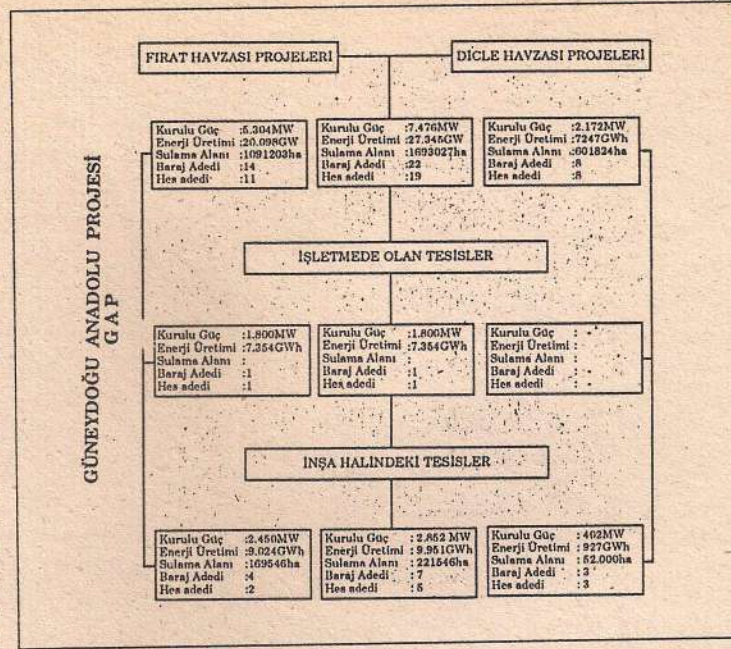 GÜNEYDOĞU ANADOLU PROJESİ
GAP
FIRAT HAVZASI PROJELERİ
DİCLE HAVZASI PROJELERİ
Kurulu Güç :5.304MW
Enerji Üretimi :20.098GW
Sulama Alanı :1091203ha
Baraj Adedi :14
Hes adedi :11
Kurulu Güç :7.476MW
Enerji Üretimi :27.345GW
Sulama Alanı :1693027ha
Baraj Adedi :22
Hes adedi :19
Kurulu Güç :2.172MW
Enerji Üretimi :7247GWh
Sulama Alanı :601824ha
Baraj Adedi :8
Hes adedi :8
İŞLETMEDE OLAN TESİSLER
Kurulu Güç :1.800MW
Enerji Üretimi :7.354GWh
Sulama Alanı :
Baraj Adedi :1
Hes adedi :1
Kurulu Güç :1.800MW
Enerji Üretimi :7.354GWh
Sulama Alanı :
Baraj Adedi :1
Hes adedi :1
Kurulu Güç : -
Enerji Üretimi :
Sulama Alanı :
Baraj Adedi : -
Hes adedi : -
İNŞA HALİNDEKİ TESİSLER
Kurulu Güç :2.450MW
Enerji Üretimi :9.024GWh
Sulama Alanı :169546ha
Baraj Adedi :4
Hes adedi :2
Kurulu Güç :2.852 MW
Enerji Üretimi :9.951GWh
Sulama Alanı :221546ha
Baraj Adedi :7
Hes adedi :5
Kurulu Güç :402MW
Enerji Üretimi :927GWh
Sulama Alanı :52.000ha
Baraj Adedi :3
Hes adedi :3